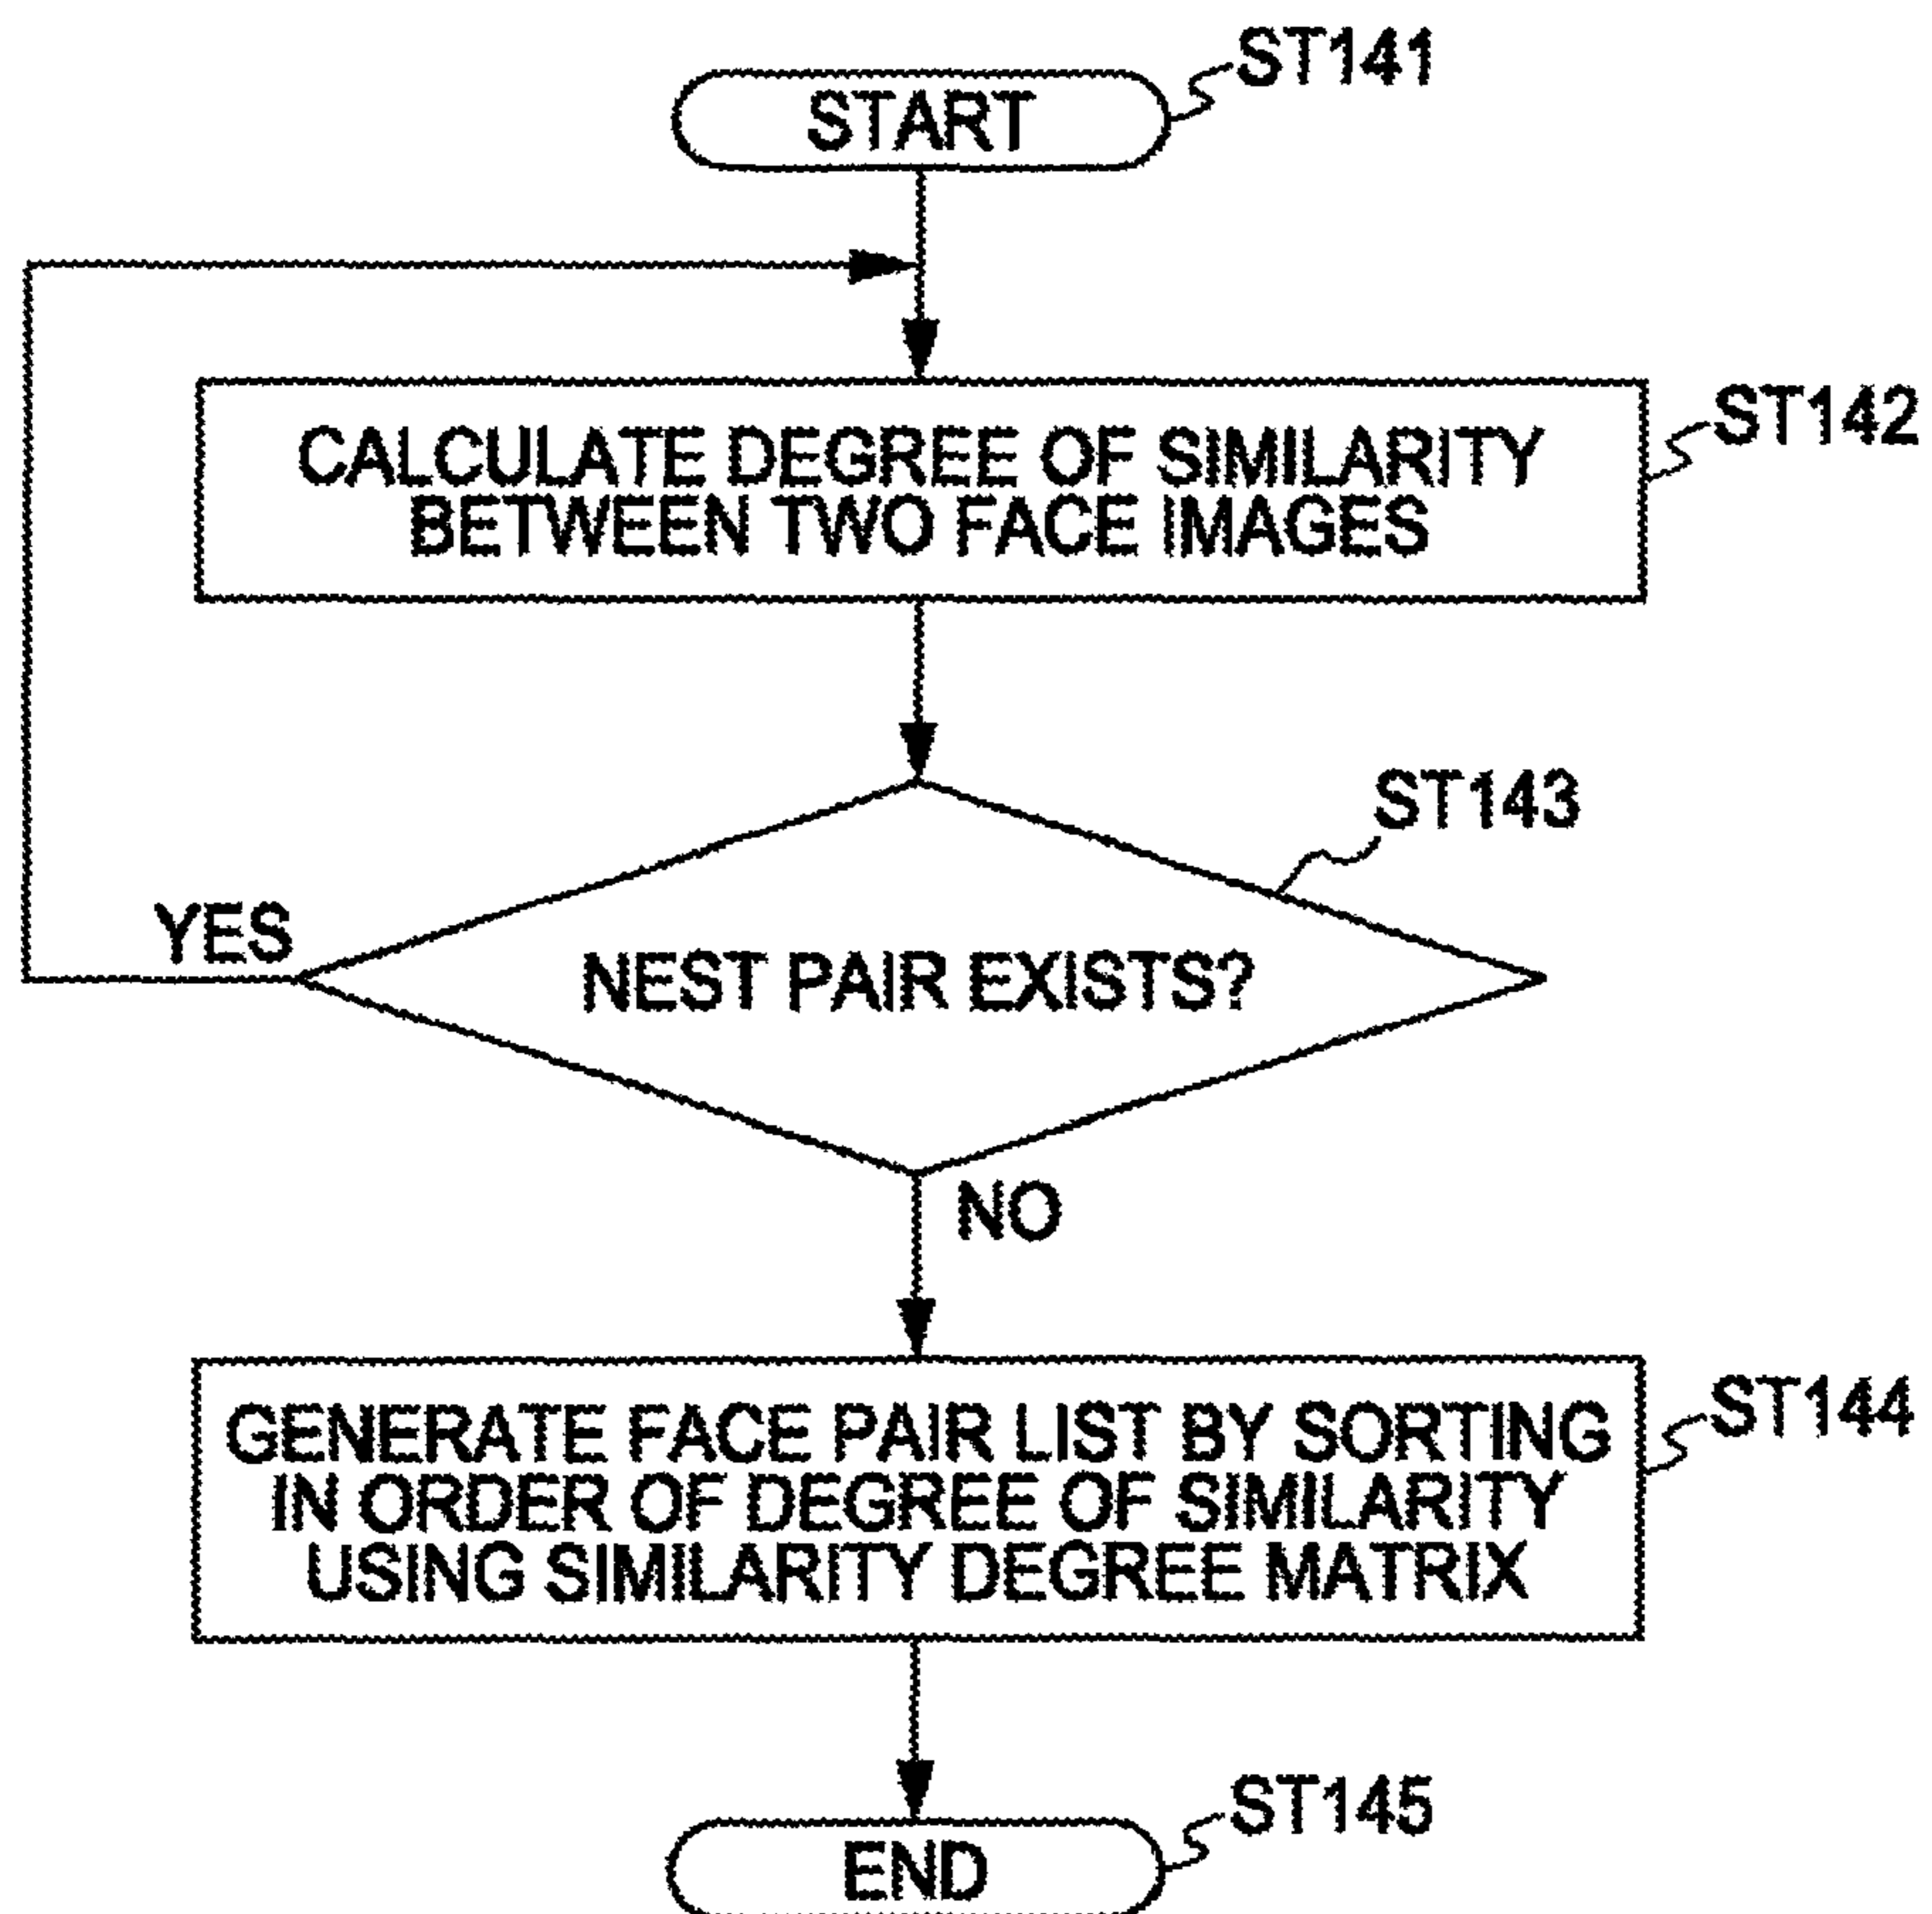 START
ST141
CALCULATE DEGREE OF SIMILARITY
BETWEEN TWO FACE IMAGES
ST142
ST143
YES
NEST PAIR EXISTS?
NO
GENERATE FACE PAIR LIST BY SORTING
IN ORDER OF DEGREE OF SIMILARITY
USING SIMILARITY DEGREE MATRIX
ST144
END
ST145